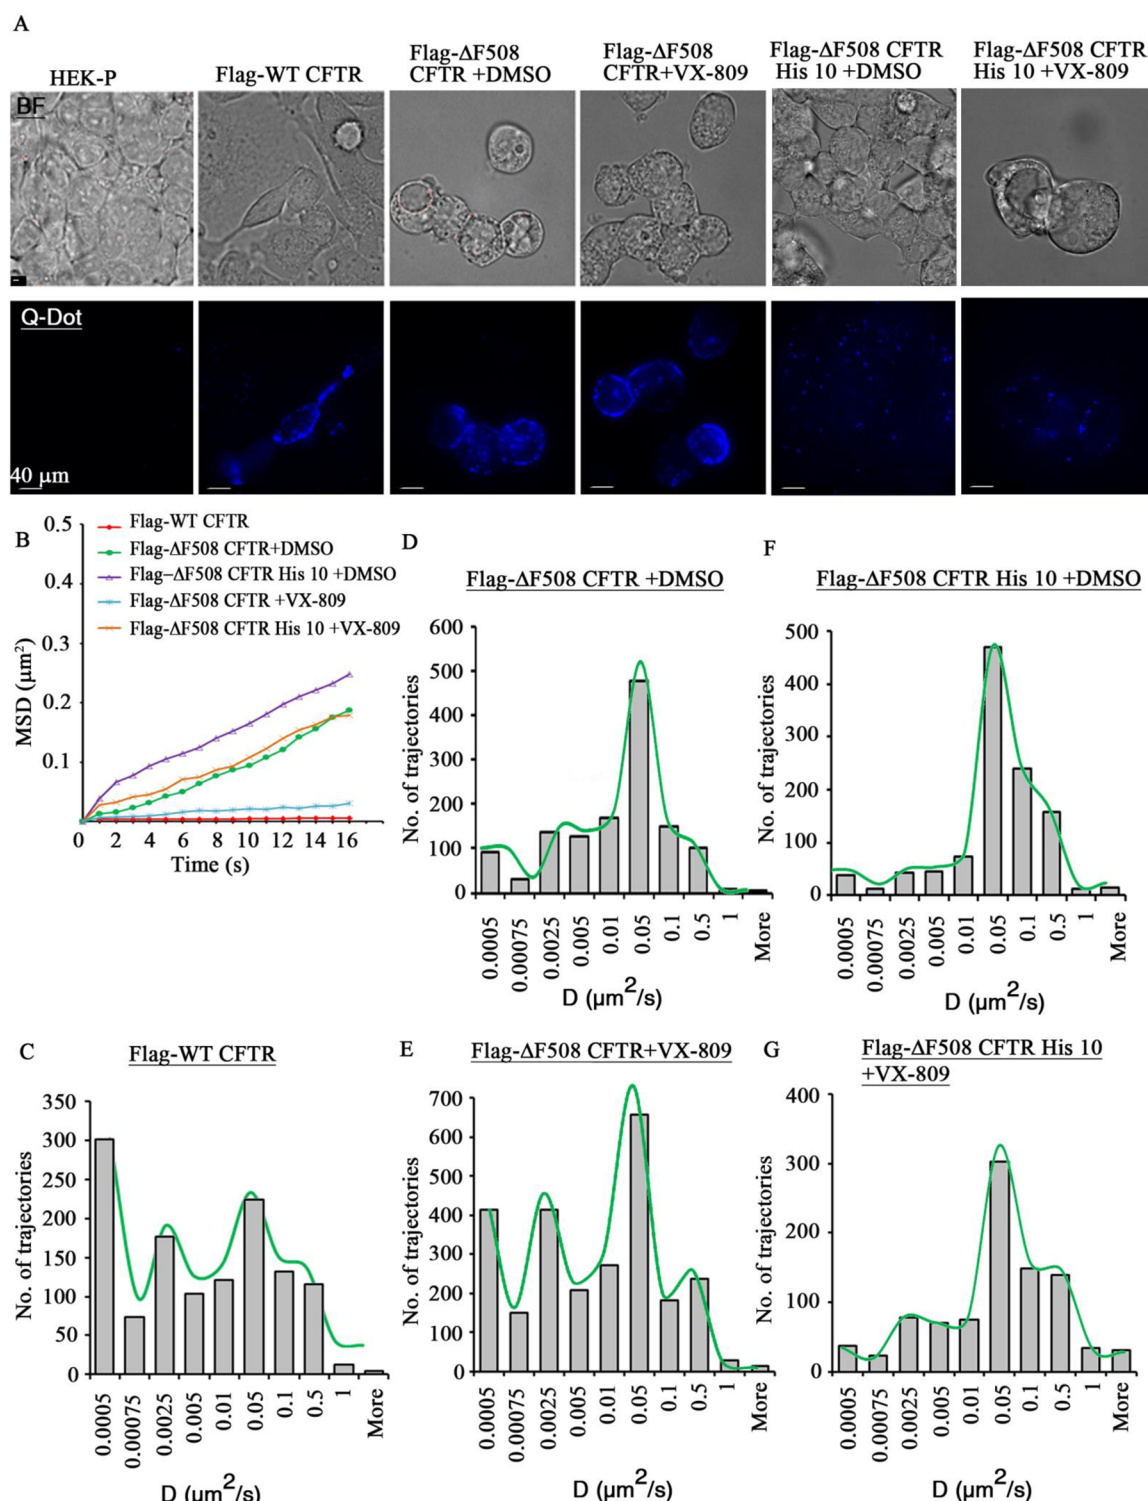 A
HEK-P
Flag-WT CFTR
Flag-ΔF508
CFTR +DMSO
Flag-ΔF508
CFTR+VX-809
Flag-ΔF508 CFTR
His 10 +DMSO
Flag-ΔF508 CFTR
His 10 +VX-809
BF
Q-Dot
40 μm
B
0.5
0.4
0.3
0.2
0.1
MSD (μm²)
Flag-WT CFTR
Flag-ΔF508 CFTR+DMSO
Flag–ΔF508 CFTR His 10 +DMSO
Flag-ΔF508 CFTR +VX-809
Flag-ΔF508 CFTR His 10 +VX-809
0 2 4 6 8 10 12 14 16
Time (s)
D
Flag-ΔF508 CFTR +DMSO
No. of trajectories
600
500
400
300
200
100
0
0.0005 0.00075 0.0025 0.005 0.01 0.05 0.1 0.5 1 More
D (μm²/s)
F
Flag-ΔF508 CFTR His 10 +DMSO
No. of trajectories
500
400
300
200
100
0
0.0005 0.00075 0.0025 0.005 0.01 0.05 0.1 0.5 1 More
D (μm²/s)
C
Flag-WT CFTR
No. of trajectories
350
300
250
200
150
100
50
0
0.0005 0.00075 0.0025 0.005 0.01 0.05 0.1 0.5 1 More
D (μm²/s)
E
Flag-ΔF508 CFTR+VX-809
No. of trajectories
700
600
500
400
300
200
100
0
0.0005 0.00075 0.0025 0.005 0.01 0.05 0.1 0.5 1 More
D (μm²/s)
G
Flag-ΔF508 CFTR His 10
+VX-809
No. of trajectories
400
300
200
100
0
0.0005 0.00075 0.0025 0.005 0.01 0.05 0.1 0.5 1 More
D (μm²/s)